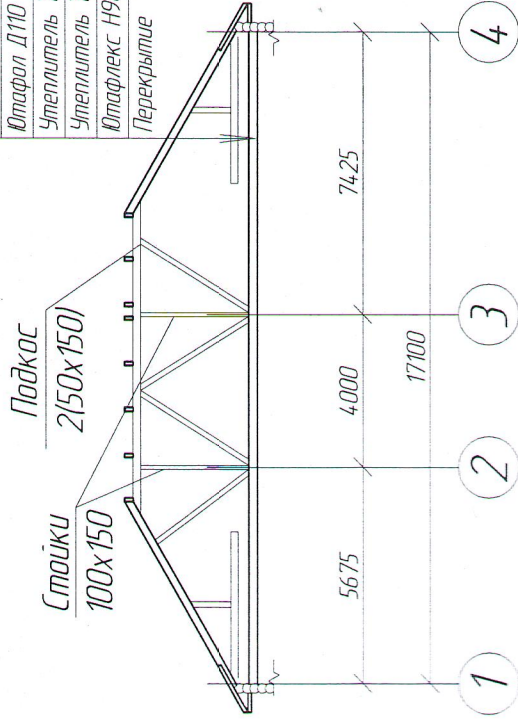 Ютафол Д110
Утеплитель
Утеплитель
Ютафлекс Н9
Перекрытие
Подкос
2(50х150)
Стойки
100х150
5675
4000
7425
17100
1
2
3
4